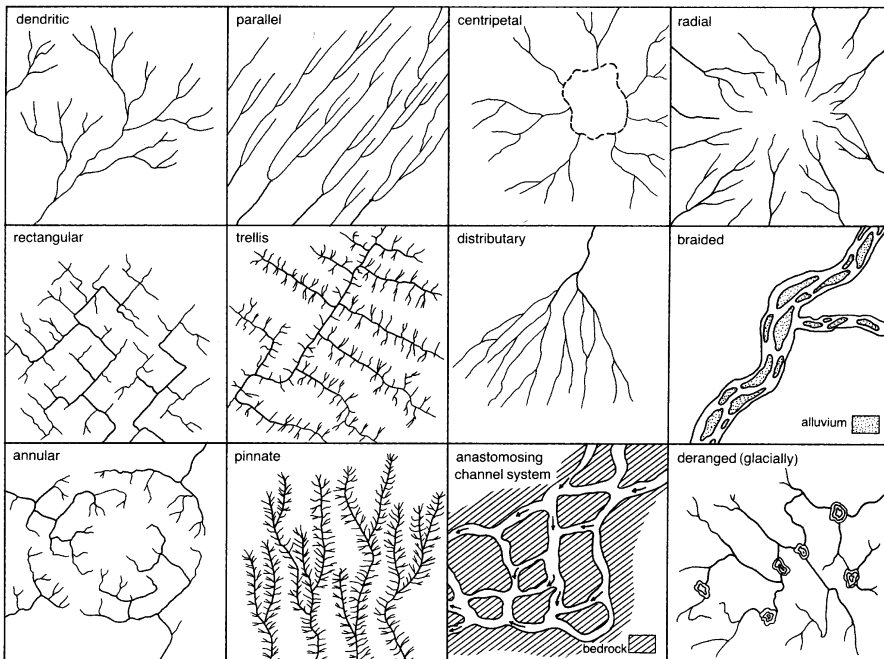 dendritic
parallel
centripetal
radial
rectangular
trellis
distributary
braided
alluvium
annular
pinnate
anastomosing
channel system
bedrock
deranged (glacially)